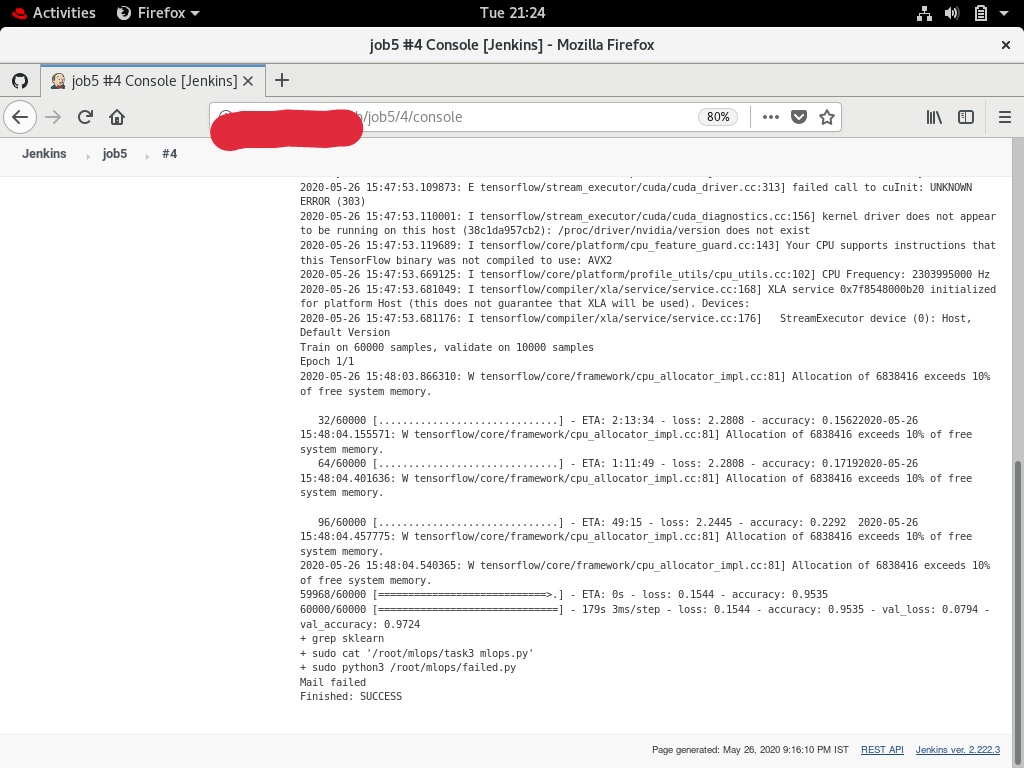 Activities Firefox Tue 21:24
job5 #4 Console [Jenkins] - Mozilla Firefox
job5 #4 Console [Jenkins]
/job5/4/console 80%
Jenkins job5 #4
2020-05-26 15:47:53.109873: E tensorflow/stream_executor/cuda/cuda_driver.cc:313] failed call to cuInit: UNKNOWN
ERROR (303)
2020-05-26 15:47:53.110001: I tensorflow/stream_executor/cuda/cuda_diagnostics.cc:156] kernel driver does not appear
to be running on this host (38c1da957cb2): /proc/driver/nvidia/version does not exist
2020-05-26 15:47:53.119689: I tensorflow/core/platform/cpu_feature_guard.cc:143] Your CPU supports instructions that
this TensorFlow binary was not compiled to use: AVX2
2020-05-26 15:47:53.669125: I tensorflow/core/platform/profile_utils/cpu_utils.cc:102] CPU Frequency: 2303995000 Hz
2020-05-26 15:47:53.681049: I tensorflow/compiler/xla/service/service.cc:168] XLA service 0x7f8548000b20 initialized
for platform Host (this does not guarantee that XLA will be used). Devices:
2020-05-26 15:47:53.681176: I tensorflow/compiler/xla/service/service.cc:176]   StreamExecutor device (0): Host,
Default Version
Train on 60000 samples, validate on 10000 samples
Epoch 1/1
2020-05-26 15:48:03.866310: W tensorflow/core/framework/cpu_allocator_impl.cc:81] Allocation of 6838416 exceeds 10%
of free system memory.
32/60000 [..............................] - ETA: 2:13:34 - loss: 2.2808 - accuracy: 0.15622020-05-26
15:48:04.155571: W tensorflow/core/framework/cpu_allocator_impl.cc:81] Allocation of 6838416 exceeds 10% of free
system memory.
64/60000 [..............................] - ETA: 1:11:49 - loss: 2.2808 - accuracy: 0.17192020-05-26
15:48:04.401636: W tensorflow/core/framework/cpu_allocator_impl.cc:81] Allocation of 6838416 exceeds 10% of free
system memory.
96/60000 [..............................] - ETA: 49:15 - loss: 2.2445 - accuracy: 0.2292  2020-05-26
15:48:04.457775: W tensorflow/core/framework/cpu_allocator_impl.cc:81] Allocation of 6838416 exceeds 10% of free
system memory.
2020-05-26 15:48:04.540365: W tensorflow/core/framework/cpu_allocator_impl.cc:81] Allocation of 6838416 exceeds 10%
of free system memory.
59968/60000 [============================>.] - ETA: 0s - loss: 0.1544 - accuracy: 0.9535
60000/60000 [==============================] - 179s 3ms/step - loss: 0.1544 - accuracy: 0.9535 - val_loss: 0.0794 -
val_accuracy: 0.9724
+ grep sklearn
+ sudo cat '/root/mlops/task3 mlops.py'
+ sudo python3 /root/mlops/failed.py
Mail failed
Finished: SUCCESS
Page generated: May 26, 2020 9:16:10 PM IST REST API Jenkins ver. 2.222.3